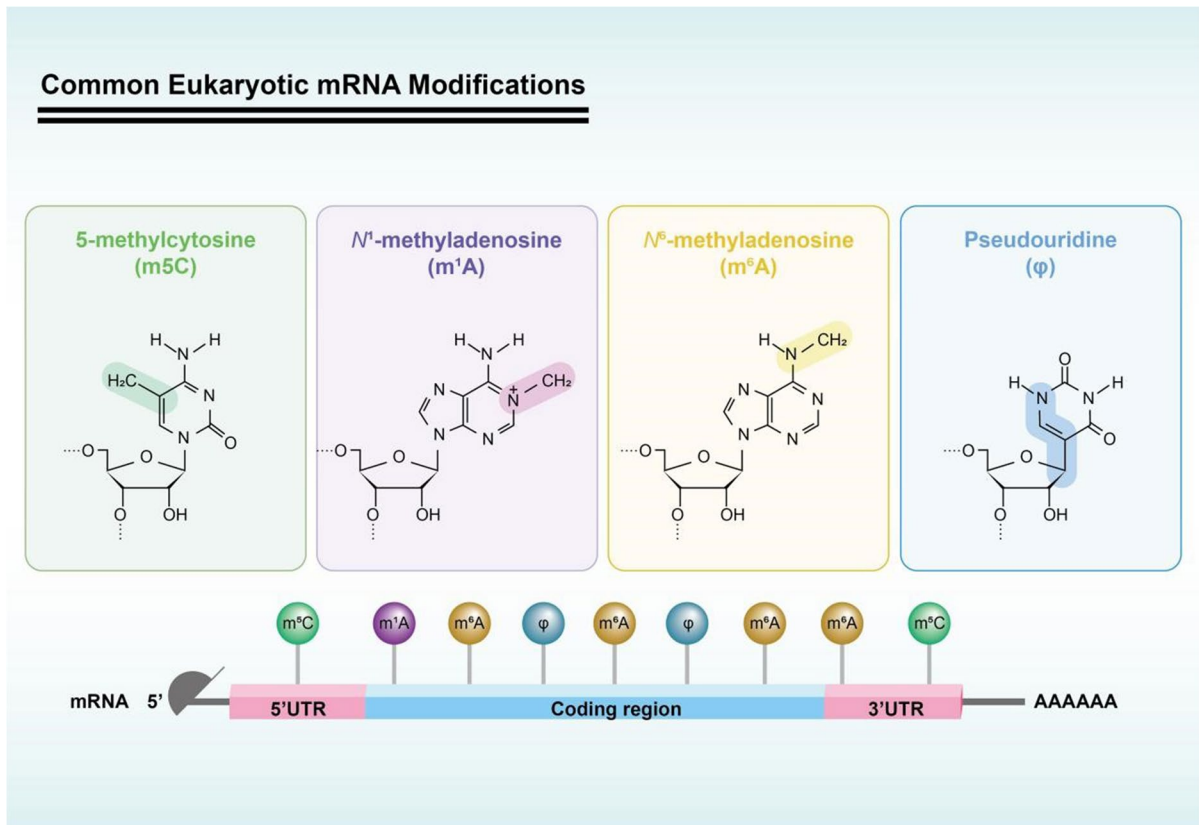 Common Eukaryotic mRNA Modifications
5-methylcytosine
(m5C)
N¹-methyladenosine
(m¹A)
N⁶-methyladenosine
(m⁶A)
Pseudouridine
(φ)
H
H
N
H₂C
N
N
O
O
O
O
OH
H
H
N
CH₂
N
+
N
N
N
O
O
O
OH
H
N
CH₂
N
N
N
N
O
O
O
OH
O
H
N
N
H
O
O
O
O
OH
m⁵C
m¹A
m⁶A
φ
m⁶A
φ
m⁶A
m⁶A
m⁵C
mRNA 5’
5’UTR
Coding region
3’UTR
AAAAAA